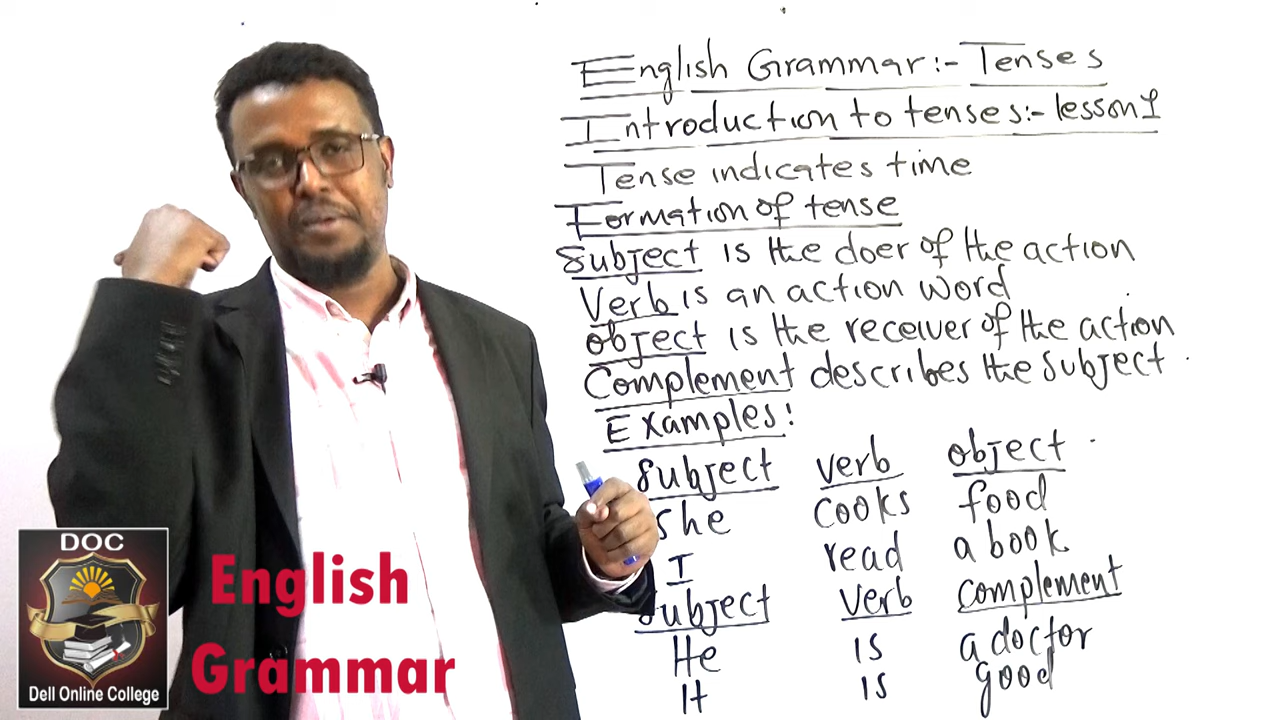 English Grammar:- Tenses
Introduction to tenses:- lesson 1
Tense indicates time
Formation of tense
Subject is the doer of the action
Verb is an action word
object is the receiver of the action
Complement describes the subject
Examples:
Subject verb object
She cooks food
I read a book
Subject verb complement
He is a doctor
It is good
DOC
Dell Online College
English
Grammar